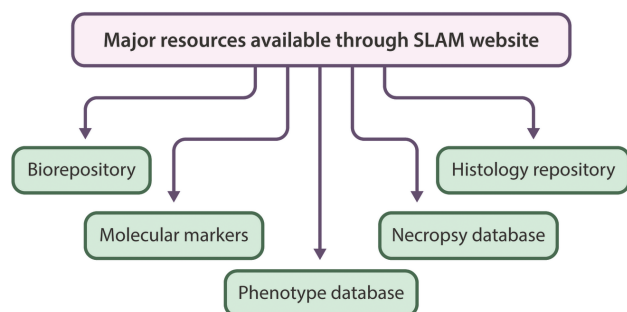 Major resources available through SLAM website
Biorepository
Histology repository
Molecular markers
Necropsy database
Phenotype database